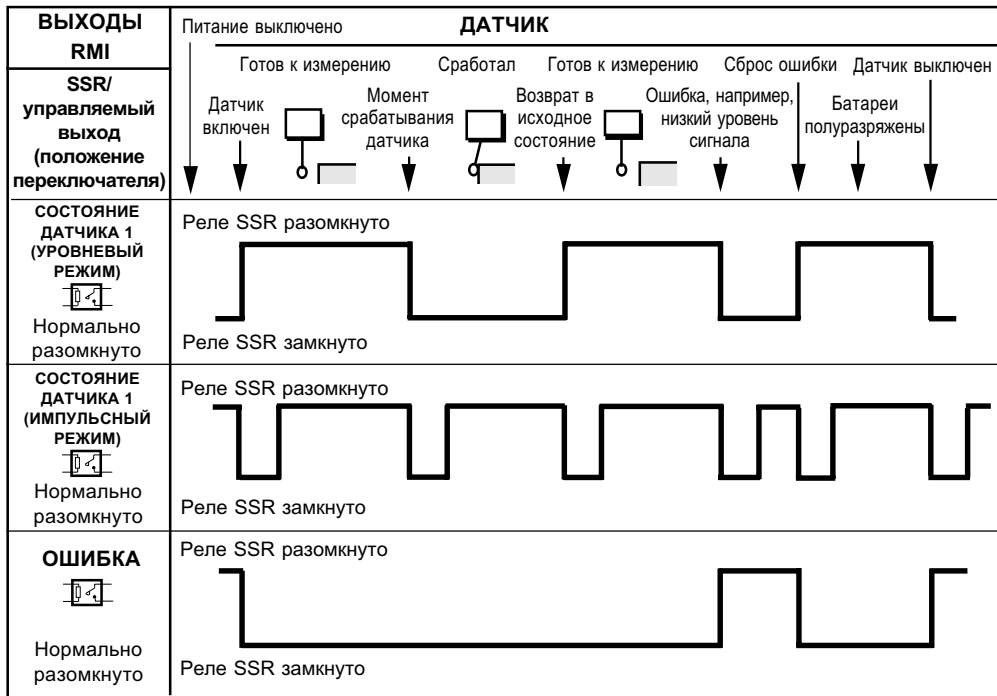 ВЫХОДЫ
RMI
SSR/
управляемый
выход
(положение
переключателя)
Питание выключено
ДАТЧИК
Готов к измерению
Сработал
Готов к измерению
Сброс ошибки
Датчик выключен
Датчик
включен
Момент
срабатывания
датчика
Возврат в
исходное
состояние
Ошибка, например,
низкий уровень
сигнала
Батареи
полуразряжены
СОСТОЯНИЕ
ДАТЧИКА 1
(УРОВНЕВЫЙ
РЕЖИМ)
Нормально
разомкнуто
Реле SSR разомкнуто
Реле SSR замкнуто
СОСТОЯНИЕ
ДАТЧИКА 1
(ИМПУЛЬСНЫЙ
РЕЖИМ)
Нормально
разомкнуто
Реле SSR разомкнуто
Реле SSR замкнуто
ОШИБКА
Нормально
разомкнуто
Реле SSR разомкнуто
Реле SSR замкнуто